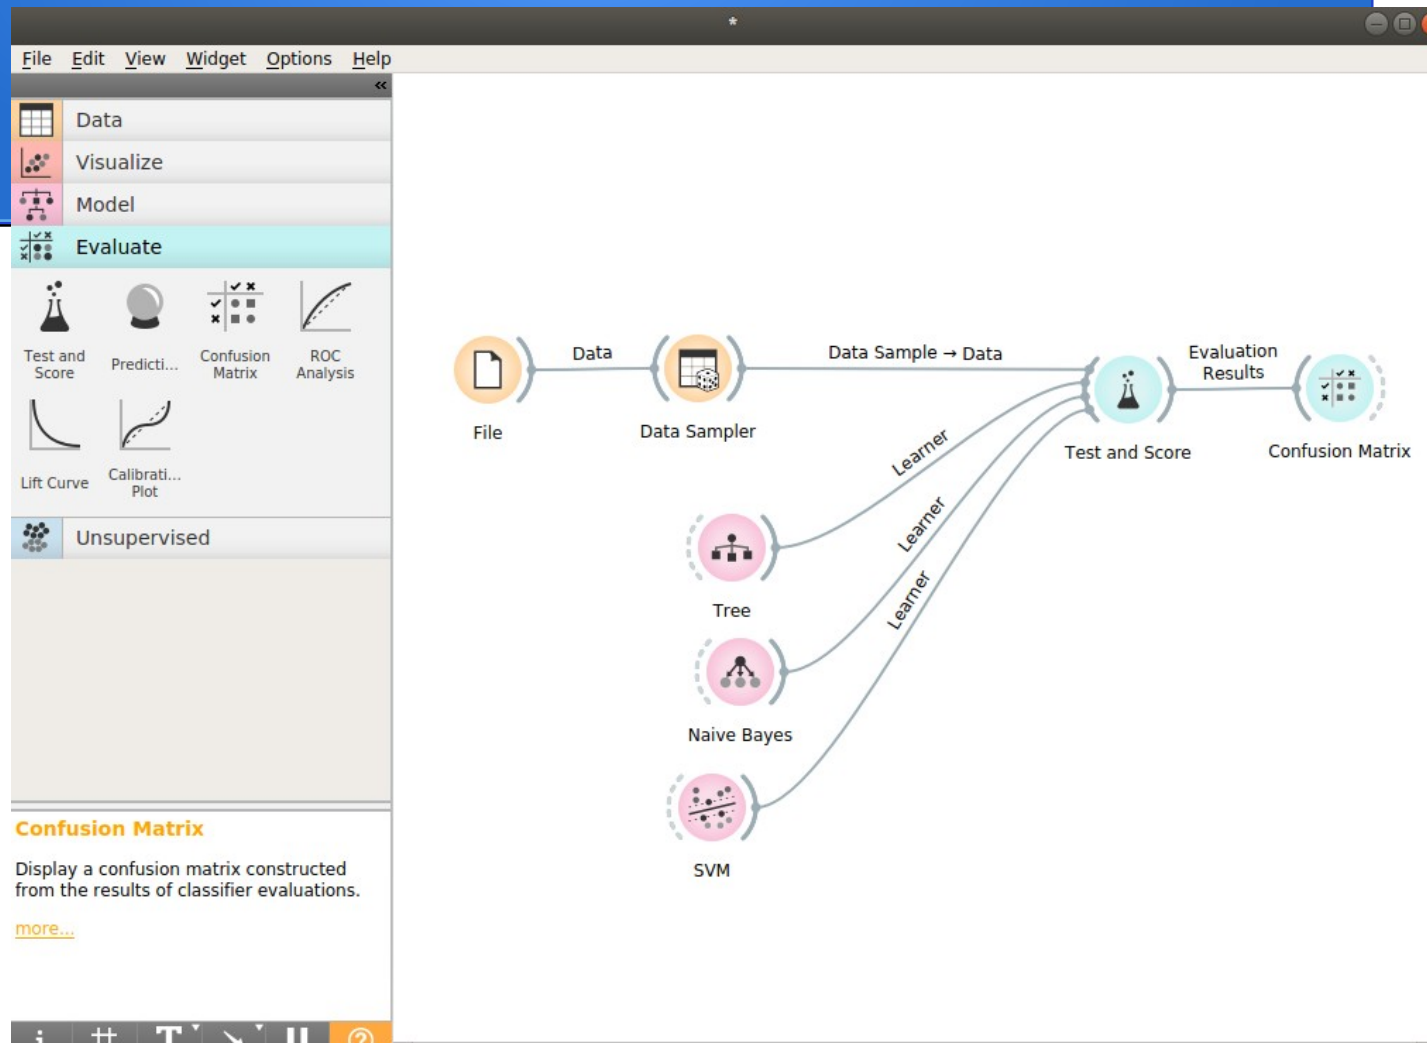 *
File Edit View Widget Options Help
«
Data
Visualize
Model
Evaluate
Test and
Score
Predicti...
Confusion
Matrix
ROC
Analysis
Lift Curve
Calibrati...
Plot
Unsupervised
Confusion Matrix
Display a confusion matrix constructed
from the results of classifier evaluations.
more...
i # T ?
File
Data
Data Sampler
Data Sample → Data
Learner
Learner
Learner
Test and Score
Evaluation
Results
Confusion Matrix
Tree
Naive Bayes
SVM